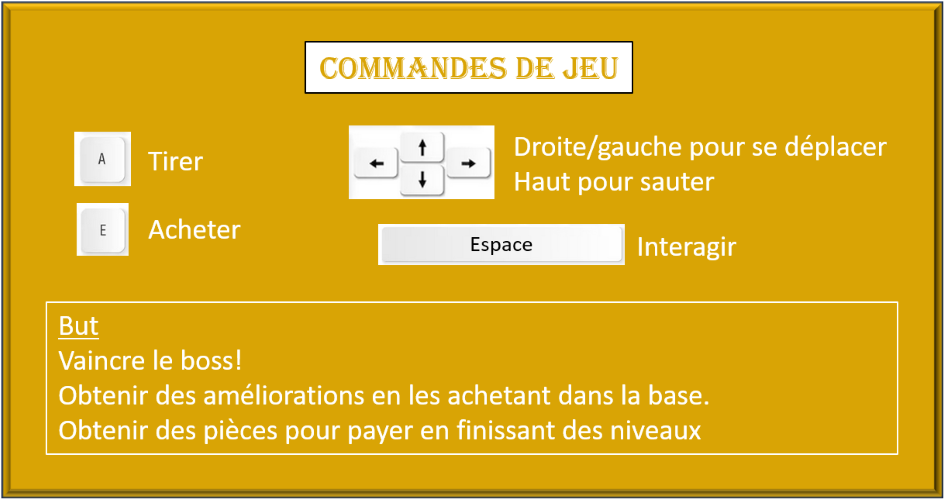 COMMANDES DE JEU
A Tirer
E Acheter
↑
← ↓ →
Droite/gauche pour se déplacer
Haut pour sauter
Espace Interagir
But
Vaincre le boss!
Obtenir des améliorations en les achetant dans la base.
Obtenir des pièces pour payer en finissant des niveaux